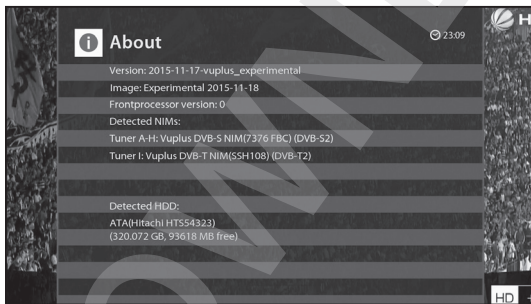 About
23:09
Version: 2015-11-17-vuplus_experimental
Image: Experimental 2015-11-18
Frontprocessor version: 0
Detected NIMs:
Tuner A-H: Vuplus DVB-S NIM(7376 FBC) (DVB-S2)
Tuner I: Vuplus DVB-T NIM(SSH108) (DVB-T2)
Detected HDD:
ATA(Hitachi HTS54323)
(320.072 GB, 93618 MB free)
H
HD